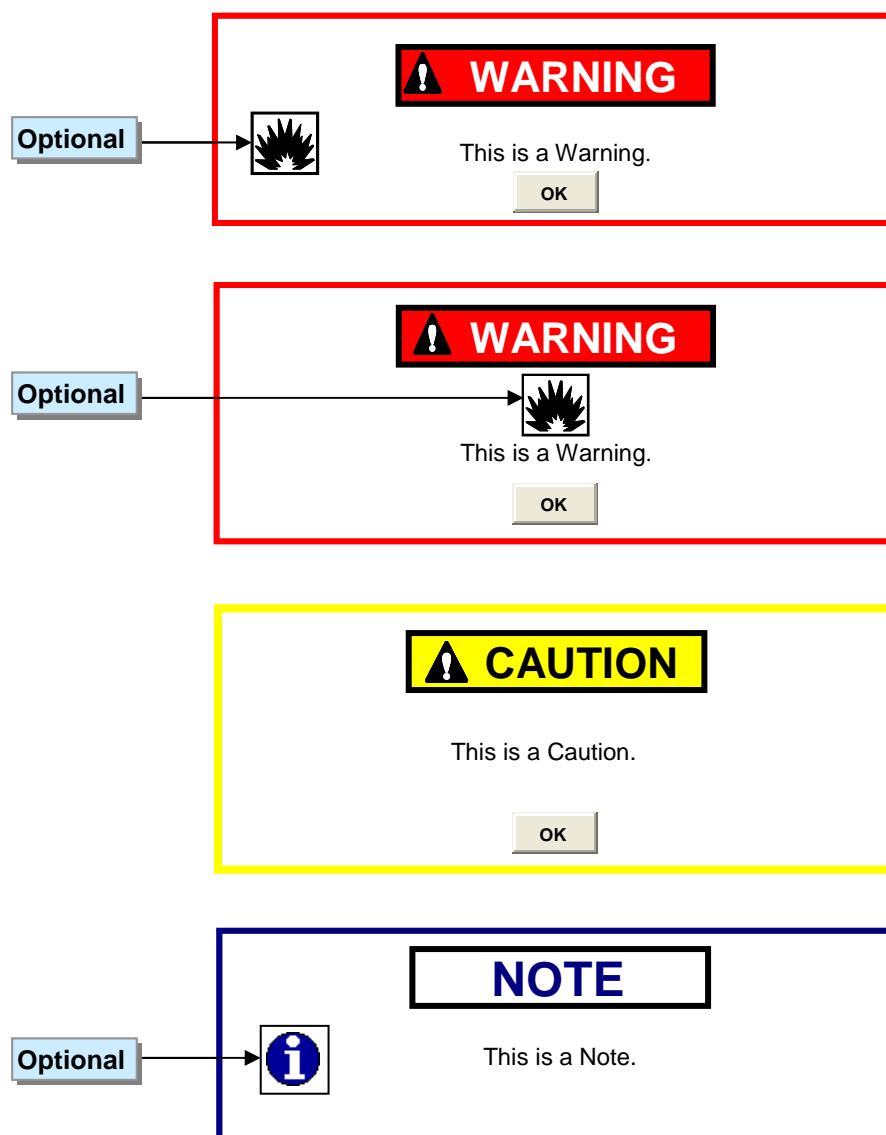 WARNING
Optional
This is a Warning.
OK
WARNING
Optional
This is a Warning.
OK
CAUTION
This is a Caution.
OK
NOTE
Optional
This is a Note.